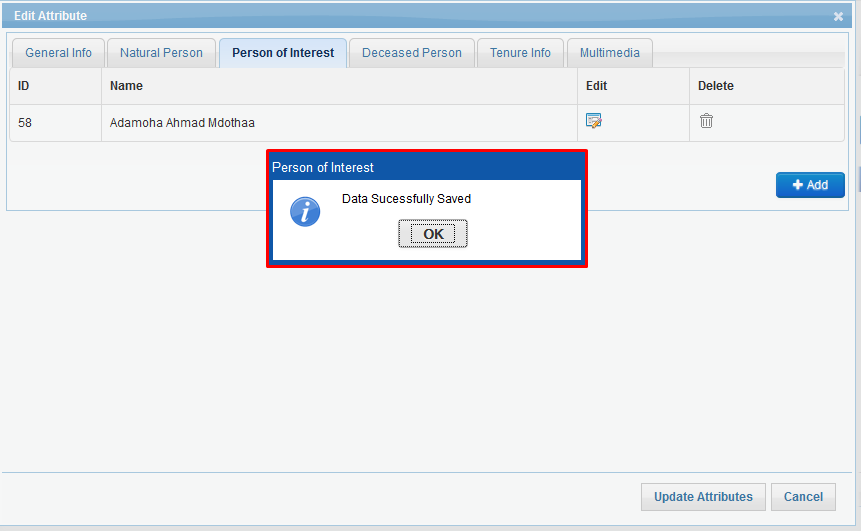 Edit Attribute
General Info Natural Person Person of Interest Deceased Person Tenure Info Multimedia
ID Name Edit Delete
58 Adamoha Ahmad Mdothaa
Person of Interest
Data Sucessfully Saved
OK
Add
Update Attributes Cancel